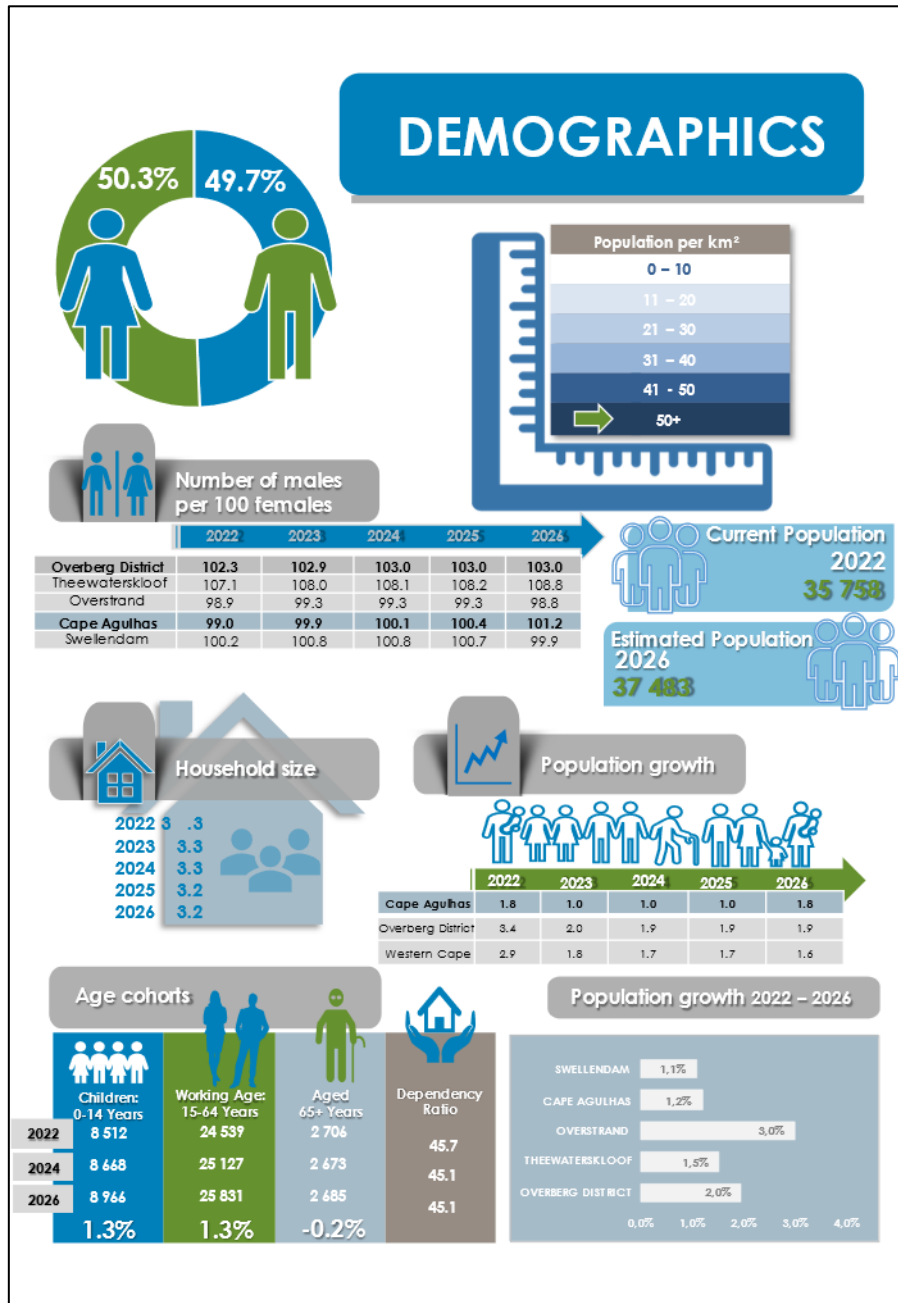 DEMOGRAPHICS
50.3% 49.7%
Population per km²
0 – 10
11 – 20
21 – 30
31 – 40
41 - 50
50+
Number of males
per 100 females
2022 2023 2024 2025 2026
Overberg District 102.3 102.9 103.0 103.0 103.0
Theewaterskloof 107.1 108.0 108.1 108.2 108.8
Overstrand 98.9 99.3 99.3 99.3 98.8
Cape Agulhas 99.0 99.9 100.1 100.4 101.2
Swellendam 100.2 100.8 100.8 100.7 99.9
Current Population
2022
35 758
Estimated Population
2026
37 483
Household size
2022 3 .3
2023 3.3
2024 3.3
2025 3.2
2026 3.2
Population growth
2022 2023 2024 2025 2026
Cape Agulhas 1.8 1.0 1.0 1.0 1.8
Overberg District 3.4 2.0 1.9 1.9 1.9
Western Cape 2.9 1.8 1.7 1.7 1.6
Age cohorts
Children:
0-14 Years
Working Age:
15-64 Years
Aged
65+ Years
Dependency
Ratio
2022 8 512 24 539 2 706 45.7
2024 8 668 25 127 2 673 45.1
2026 8 966 25 831 2 685 45.1
1.3% 1.3% -0.2%
Population growth 2022 – 2026
SWELLENDAM 1,1%
CAPE AGULHAS 1,2%
OVERSTRAND 3,0%
THEEWATERSKLOOF 1,5%
OVERBERG DISTRICT 2,0%
0,0% 1,0% 2,0% 3,0% 4,0%